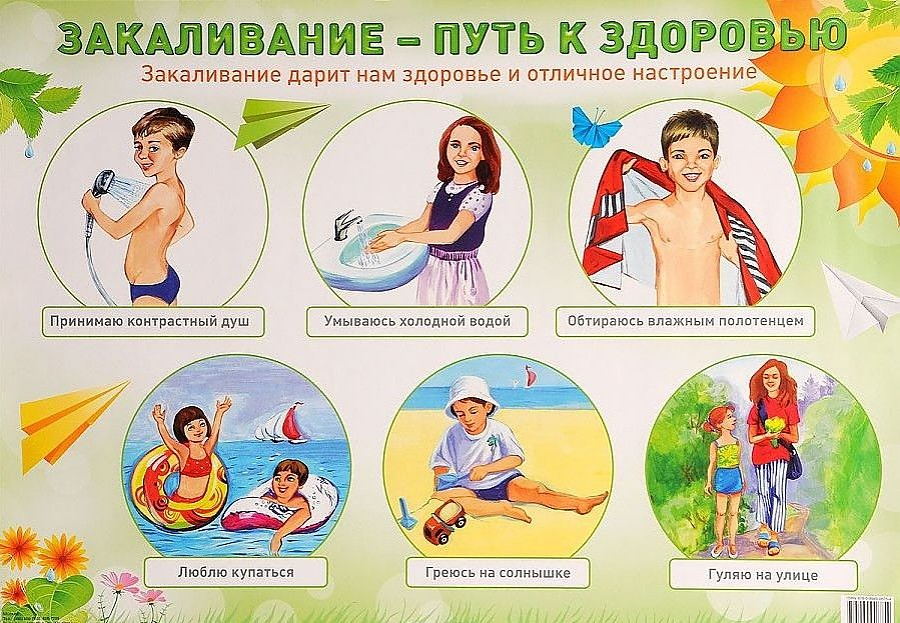 ЗАКАЛИВАНИЕ – ПУТЬ К ЗДОРОВЬЮ
Закаливание дарит нам здоровье и отличное настроение
Принимаю контрастный душ
Умываюсь холодной водой
Обтираюсь влажным полотенцем
Люблю купаться
Греюсь на солнышке
Гуляю на улице